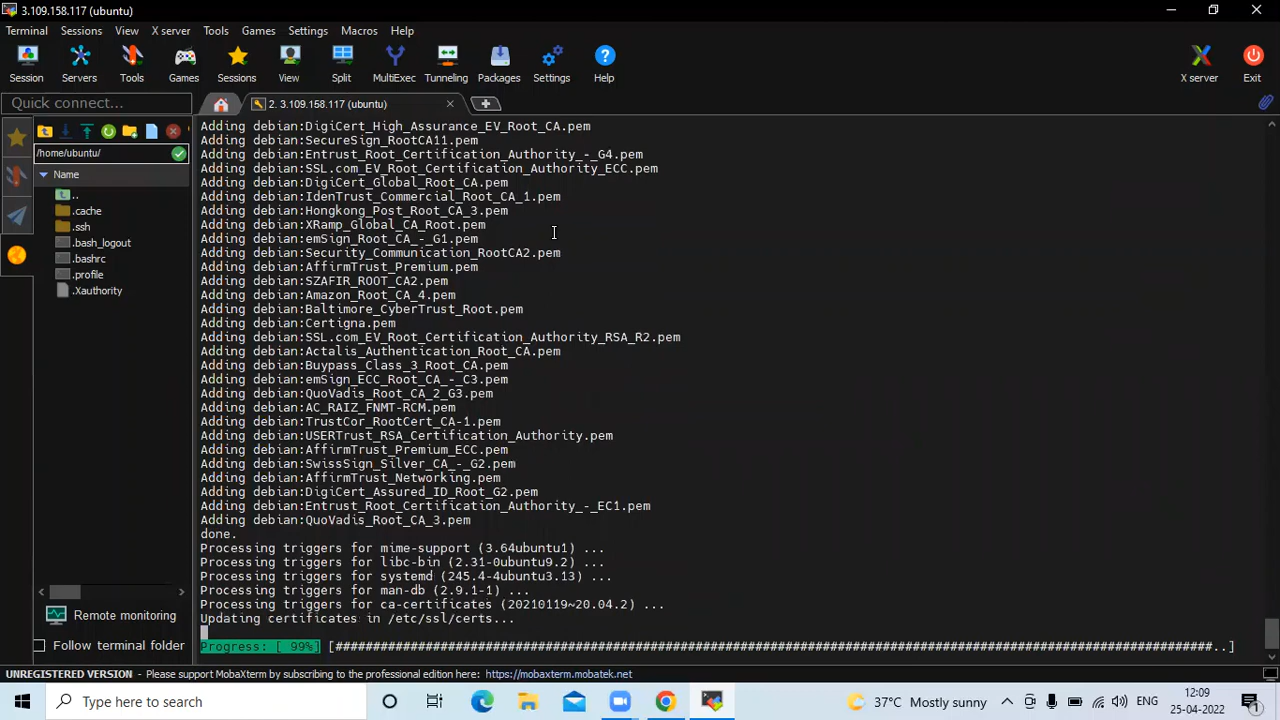 3.109.158.117 (ubuntu)
Terminal Sessions View X server Tools Games Settings Macros Help
Session Servers Tools Games Sessions View Split MultiExec Tunneling Packages Settings Help X server Exit
Quick connect...
2. 3.109.158.117 (ubuntu)
/home/ubuntu/
Name
..
.cache
.ssh
.bash_logout
.bashrc
.profile
.Xauthority
Remote monitoring
Follow terminal folder
Adding debian:DigiCert_High_Assurance_EV_Root_CA.pem
Adding debian:SecureSign_RootCA11.pem
Adding debian:Entrust_Root_Certification_Authority_-_G4.pem
Adding debian:SSL.com_EV_Root_Certification_Authority_ECC.pem
Adding debian:DigiCert_Global_Root_CA.pem
Adding debian:IdenTrust_Commercial_Root_CA_1.pem
Adding debian:Hongkong_Post_Root_CA_3.pem
Adding debian:XRamp_Global_CA_Root.pem
Adding debian:emSign_Root_CA_-_G1.pem
Adding debian:Security_Communication_RootCA2.pem
Adding debian:AffirmTrust_Premium.pem
Adding debian:SZAFIR_ROOT_CA2.pem
Adding debian:Amazon_Root_CA_4.pem
Adding debian:Baltimore_CyberTrust_Root.pem
Adding debian:Certigna.pem
Adding debian:SSL.com_EV_Root_Certification_Authority_RSA_R2.pem
Adding debian:Actalis_Authentication_Root_CA.pem
Adding debian:Buypass_Class_3_Root_CA.pem
Adding debian:emSign_ECC_Root_CA_-_C3.pem
Adding debian:QuoVadis_Root_CA_2_G3.pem
Adding debian:AC_RAIZ_FNMT-RCM.pem
Adding debian:TrustCor_RootCert_CA-1.pem
Adding debian:USERTrust_RSA_Certification_Authority.pem
Adding debian:AffirmTrust_Premium_ECC.pem
Adding debian:SwissSign_Silver_CA_-_G2.pem
Adding debian:AffirmTrust_Networking.pem
Adding debian:DigiCert_Assured_ID_Root_G2.pem
Adding debian:Entrust_Root_Certification_Authority_-_EC1.pem
Adding debian:QuoVadis_Root_CA_3.pem
done.
Processing triggers for mime-support (3.64ubuntu1) ...
Processing triggers for libc-bin (2.31-0ubuntu9.2) ...
Processing triggers for systemd (245.4-4ubuntu3.13) ...
Processing triggers for man-db (2.9.1-1) ...
Processing triggers for ca-certificates (20210119~20.04.2) ...
Updating certificates in /etc/ssl/certs...
Progress: [ 99%] [#####################################################################################################################..]
UNREGISTERED VERSION - Please support MobaXterm by subscribing to the professional edition here: https://mobaxterm.mobatek.net
Type here to search
37°C Mostly sunny
ENG
12:09
25-04-2022
1